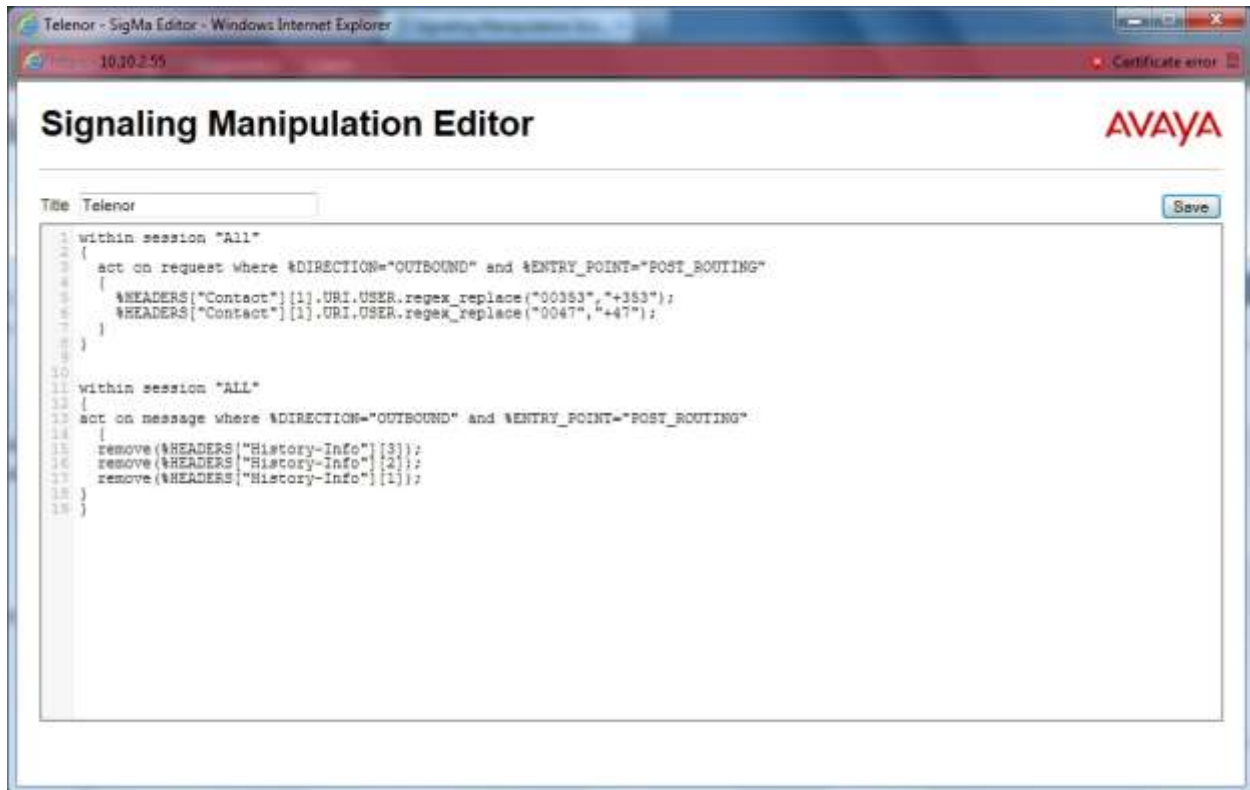 Telenor - SigMa Editor - Windows Internet Explorer
10.10.2.55
Certificate error
Signaling Manipulation Editor
AVAYA
Title Telenor
Save
1 within session "All"
2 {
3 act on request where %DIRECTION="OUTBOUND" and %ENTRY_POINT="POST_ROUTING"
4 {
5 %HEADERS["Contact"][1].URI.USER.regex_replace("00353","+353");
6 %HEADERS["Contact"][1].URI.USER.regex_replace("0047","+47");
7 }
8 }
9
10
11 within session "ALL"
12 {
13 act on message where %DIRECTION="OUTBOUND" and %ENTRY_POINT="POST_ROUTING"
14 {
15 remove(%HEADERS["History-Info"][3]);
16 remove(%HEADERS["History-Info"][2]);
17 remove(%HEADERS["History-Info"][1]);
18 }
19 }